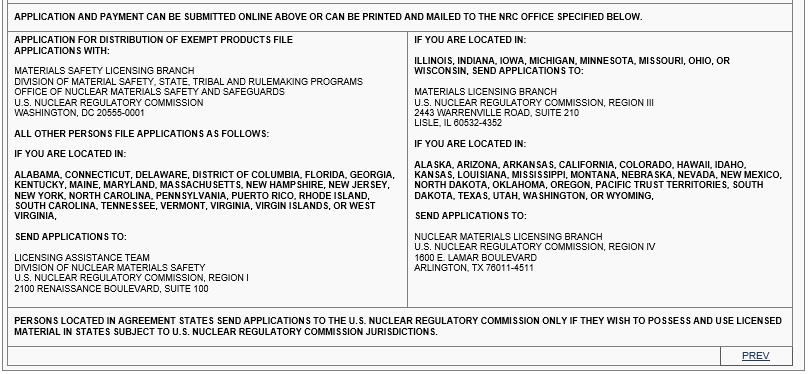 APPLICATION AND PAYMENT CAN BE SUBMITTED ONLINE ABOVE OR CAN BE PRINTED AND MAILED TO THE NRC OFFICE SPECIFIED BELOW.
APPLICATION FOR DISTRIBUTION OF EXEMPT PRODUCTS FILE
APPLICATIONS WITH:
MATERIALS SAFETY LICENSING BRANCH
DIVISION OF MATERIAL SAFETY, STATE, TRIBAL AND RULEMAKING PROGRAMS
OFFICE OF NUCLEAR MATERIALS SAFETY AND SAFEGUARDS
U.S. NUCLEAR REGULATORY COMMISSION
WASHINGTON, DC 20555-0001
ALL OTHER PERSONS FILE APPLICATIONS AS FOLLOWS:
IF YOU ARE LOCATED IN:
ALABAMA, CONNECTICUT, DELAWARE, DISTRICT OF COLUMBIA, FLORIDA, GEORGIA,
KENTUCKY, MAINE, MARYLAND, MASSACHUSETTS, NEW HAMPSHIRE, NEW JERSEY,
NEW YORK, NORTH CAROLINA, PENNSYLVANIA, PUERTO RICO, RHODE ISLAND,
SOUTH CAROLINA, TENNESSEE, VERMONT, VIRGINIA, VIRGIN ISLANDS, OR WEST
VIRGINIA,
SEND APPLICATIONS TO:
LICENSING ASSISTANCE TEAM
DIVISION OF NUCLEAR MATERIALS SAFETY
U.S. NUCLEAR REGULATORY COMMISSION, REGION I
2100 RENAISSANCE BOULEVARD, SUITE 100
IF YOU ARE LOCATED IN:
ILLINOIS, INDIANA, IOWA, MICHIGAN, MINNESOTA, MISSOURI, OHIO, OR
WISCONSIN, SEND APPLICATIONS TO:
MATERIALS LICENSING BRANCH
U.S. NUCLEAR REGULATORY COMMISSION, REGION III
2443 WARRENVILLE ROAD, SUITE 210
LISLE, IL 60532-4352
IF YOU ARE LOCATED IN:
ALASKA, ARIZONA, ARKANSAS, CALIFORNIA, COLORADO, HAWAII, IDAHO,
KANSAS, LOUISIANA, MISSISSIPPI, MONTANA, NEBRASKA, NEVADA, NEW MEXICO,
NORTH DAKOTA, OKLAHOMA, OREGON, PACIFIC TRUST TERRITORIES, SOUTH
DAKOTA, TEXAS, UTAH, WASHINGTON, OR WYOMING,
SEND APPLICATIONS TO:
NUCLEAR MATERIALS LICENSING BRANCH
U.S. NUCLEAR REGULATORY COMMISSION, REGION IV
1600 E. LAMAR BOULEVARD
ARLINGTON, TX 76011-4511
PERSONS LOCATED IN AGREEMENT STATES SEND APPLICATIONS TO THE U.S. NUCLEAR REGULATORY COMMISSION ONLY IF THEY WISH TO POSSESS AND USE LICENSED
MATERIAL IN STATES SUBJECT TO U.S. NUCLEAR REGULATORY COMMISSION JURISDICTIONS.
PREV